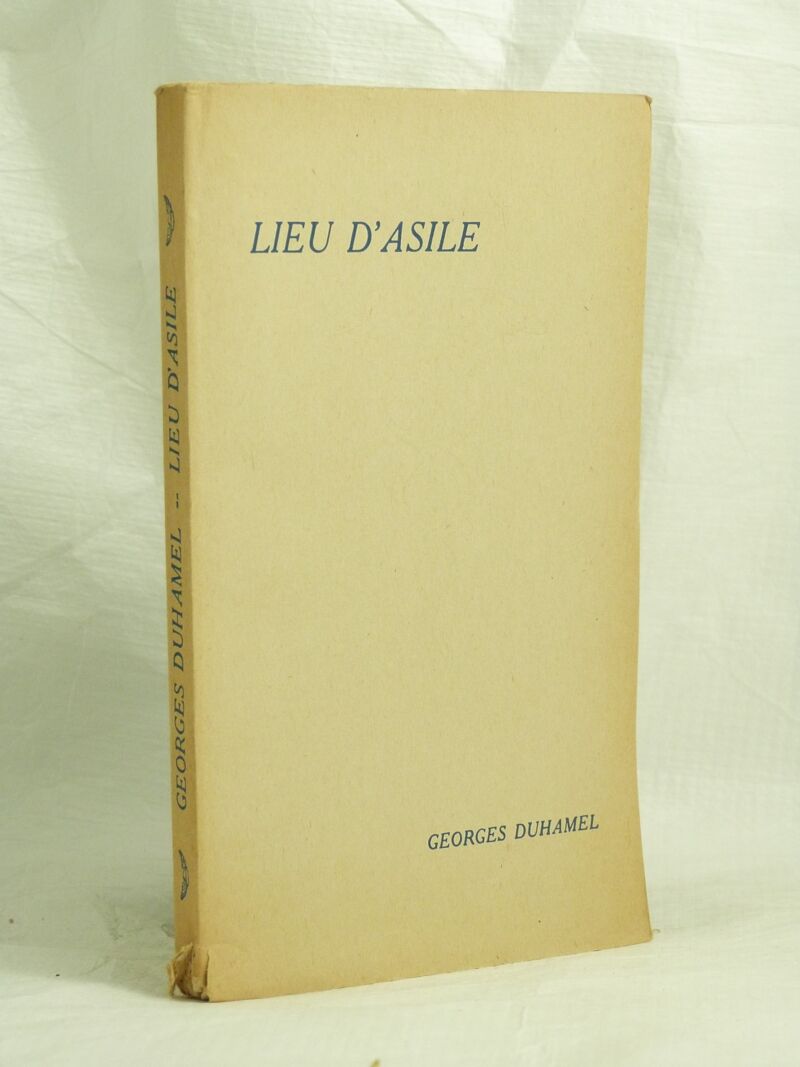 LIEU D'ASILE
GEORGES DUHAMEL
GEORGES DUHAMEL -- LIEU D'ASILE